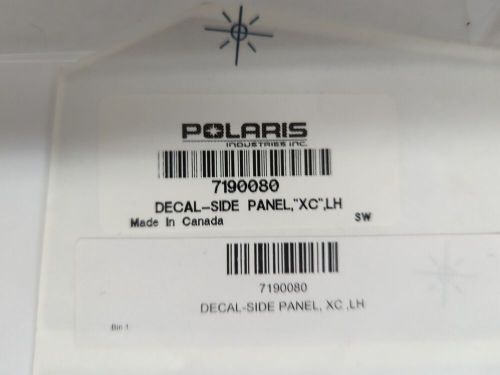 POLARIS
INDUSTRIES INC.
7190080
DECAL-SIDE PANEL,"XC",LH
Made In Canada SW
7190080
DECAL-SIDE PANEL, XC ,LH
Bin 1